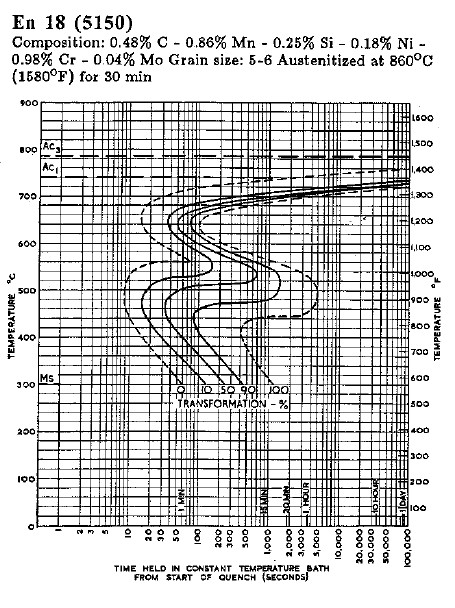 En 18 (5150)
Composition: 0.48% C - 0.86% Mn - 0.25% Si - 0.18% Ni -
0.98% Cr - 0.04% Mo Grain size: 5-6 Austenitized at 860°C
(1580°F) for 30 min
900
800
700
600
500
400
300
200
100
0
TEMPERATURE °C
Ac3
Ac1
Ms
1,600
1,500
1,400
1,300
1,200
1,100
1,000
900
800
700
600
500
400
300
200
100
TEMPERATURE °F
0 10 50 90 100
TRANSFORMATION - %
1 MIN
15 MIN
20 MIN
1 HOUR
10 HOUR
1 DAY
1 2 3 5 10 20 30 50 100 200 300 500 1,000 2,000 3,000 5,000 10,000 20,000 30,000 50,000 100,000
TIME HELD IN CONSTANT TEMPERATURE BATH
FROM START OF QUENCH (SECONDS)